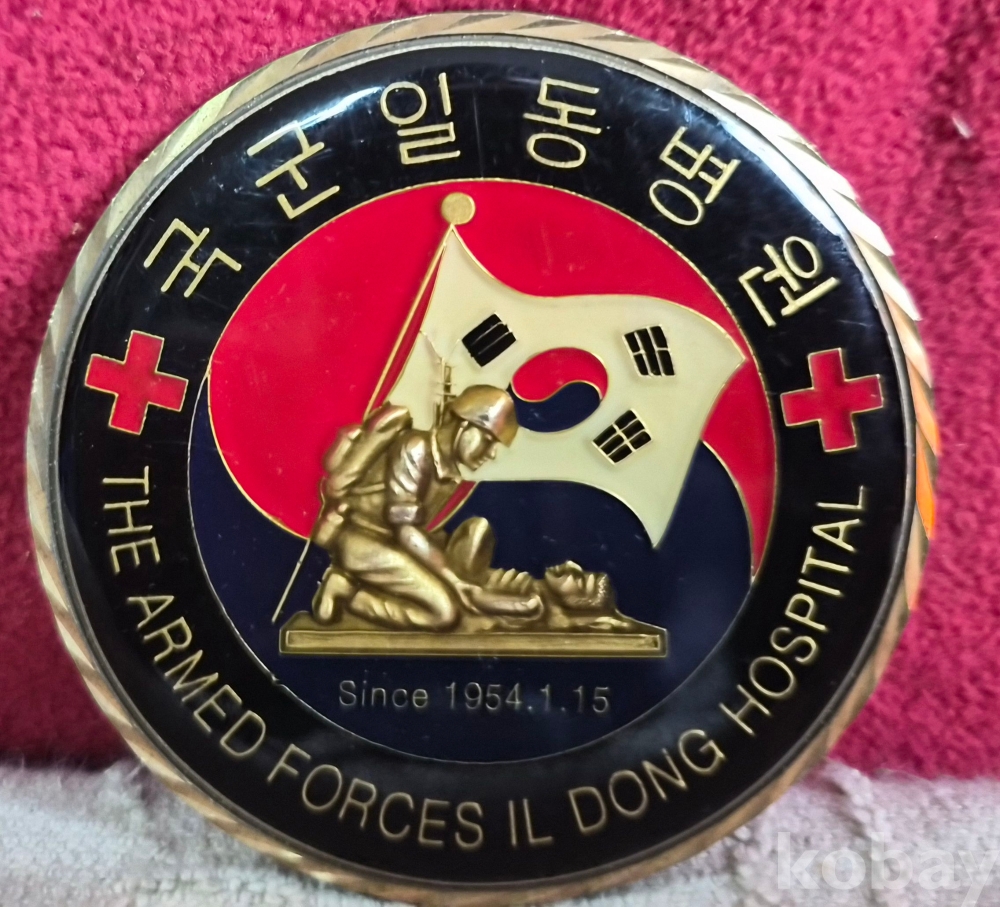 국군일동병원
THE ARMED FORCES IL DONG HOSPITAL
Since 1954.1.15
kobay